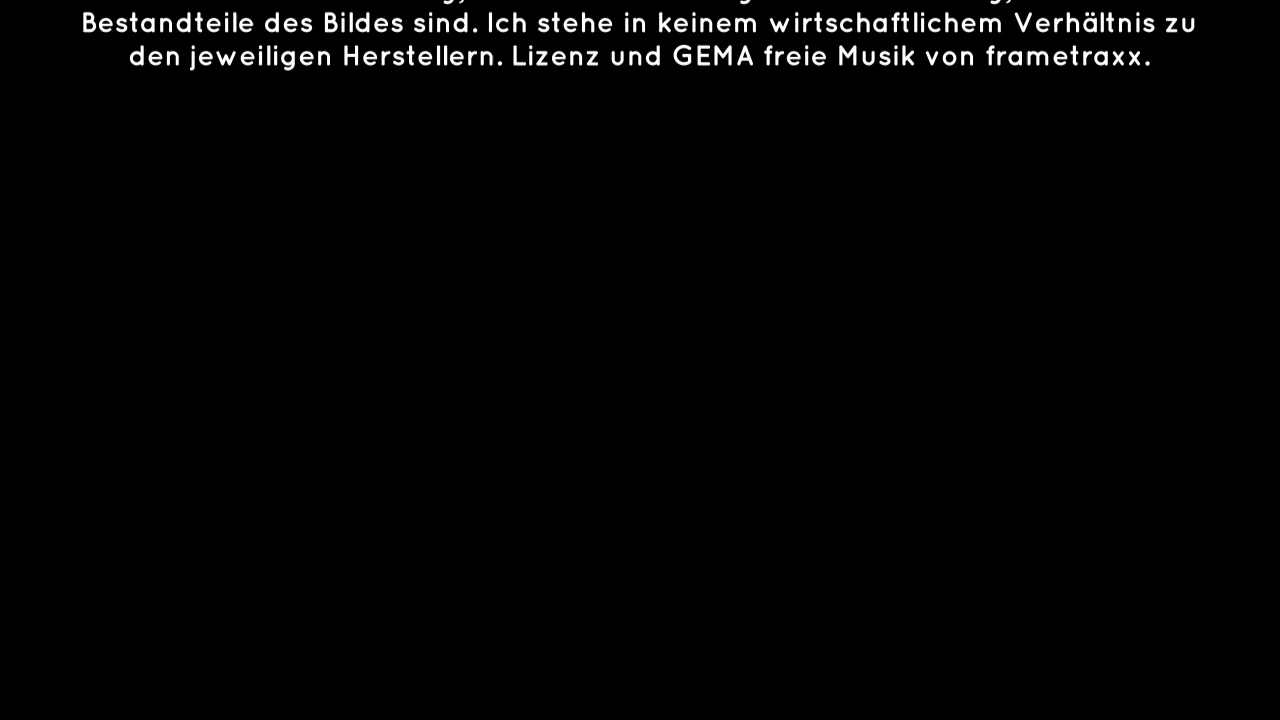 Bestandteile des Bildes sind. Ich stehe in keinem wirtschaftlichem Verhältnis zu
den jeweiligen Herstellern. Lizenz und GEMA freie Musik von frametraxx.